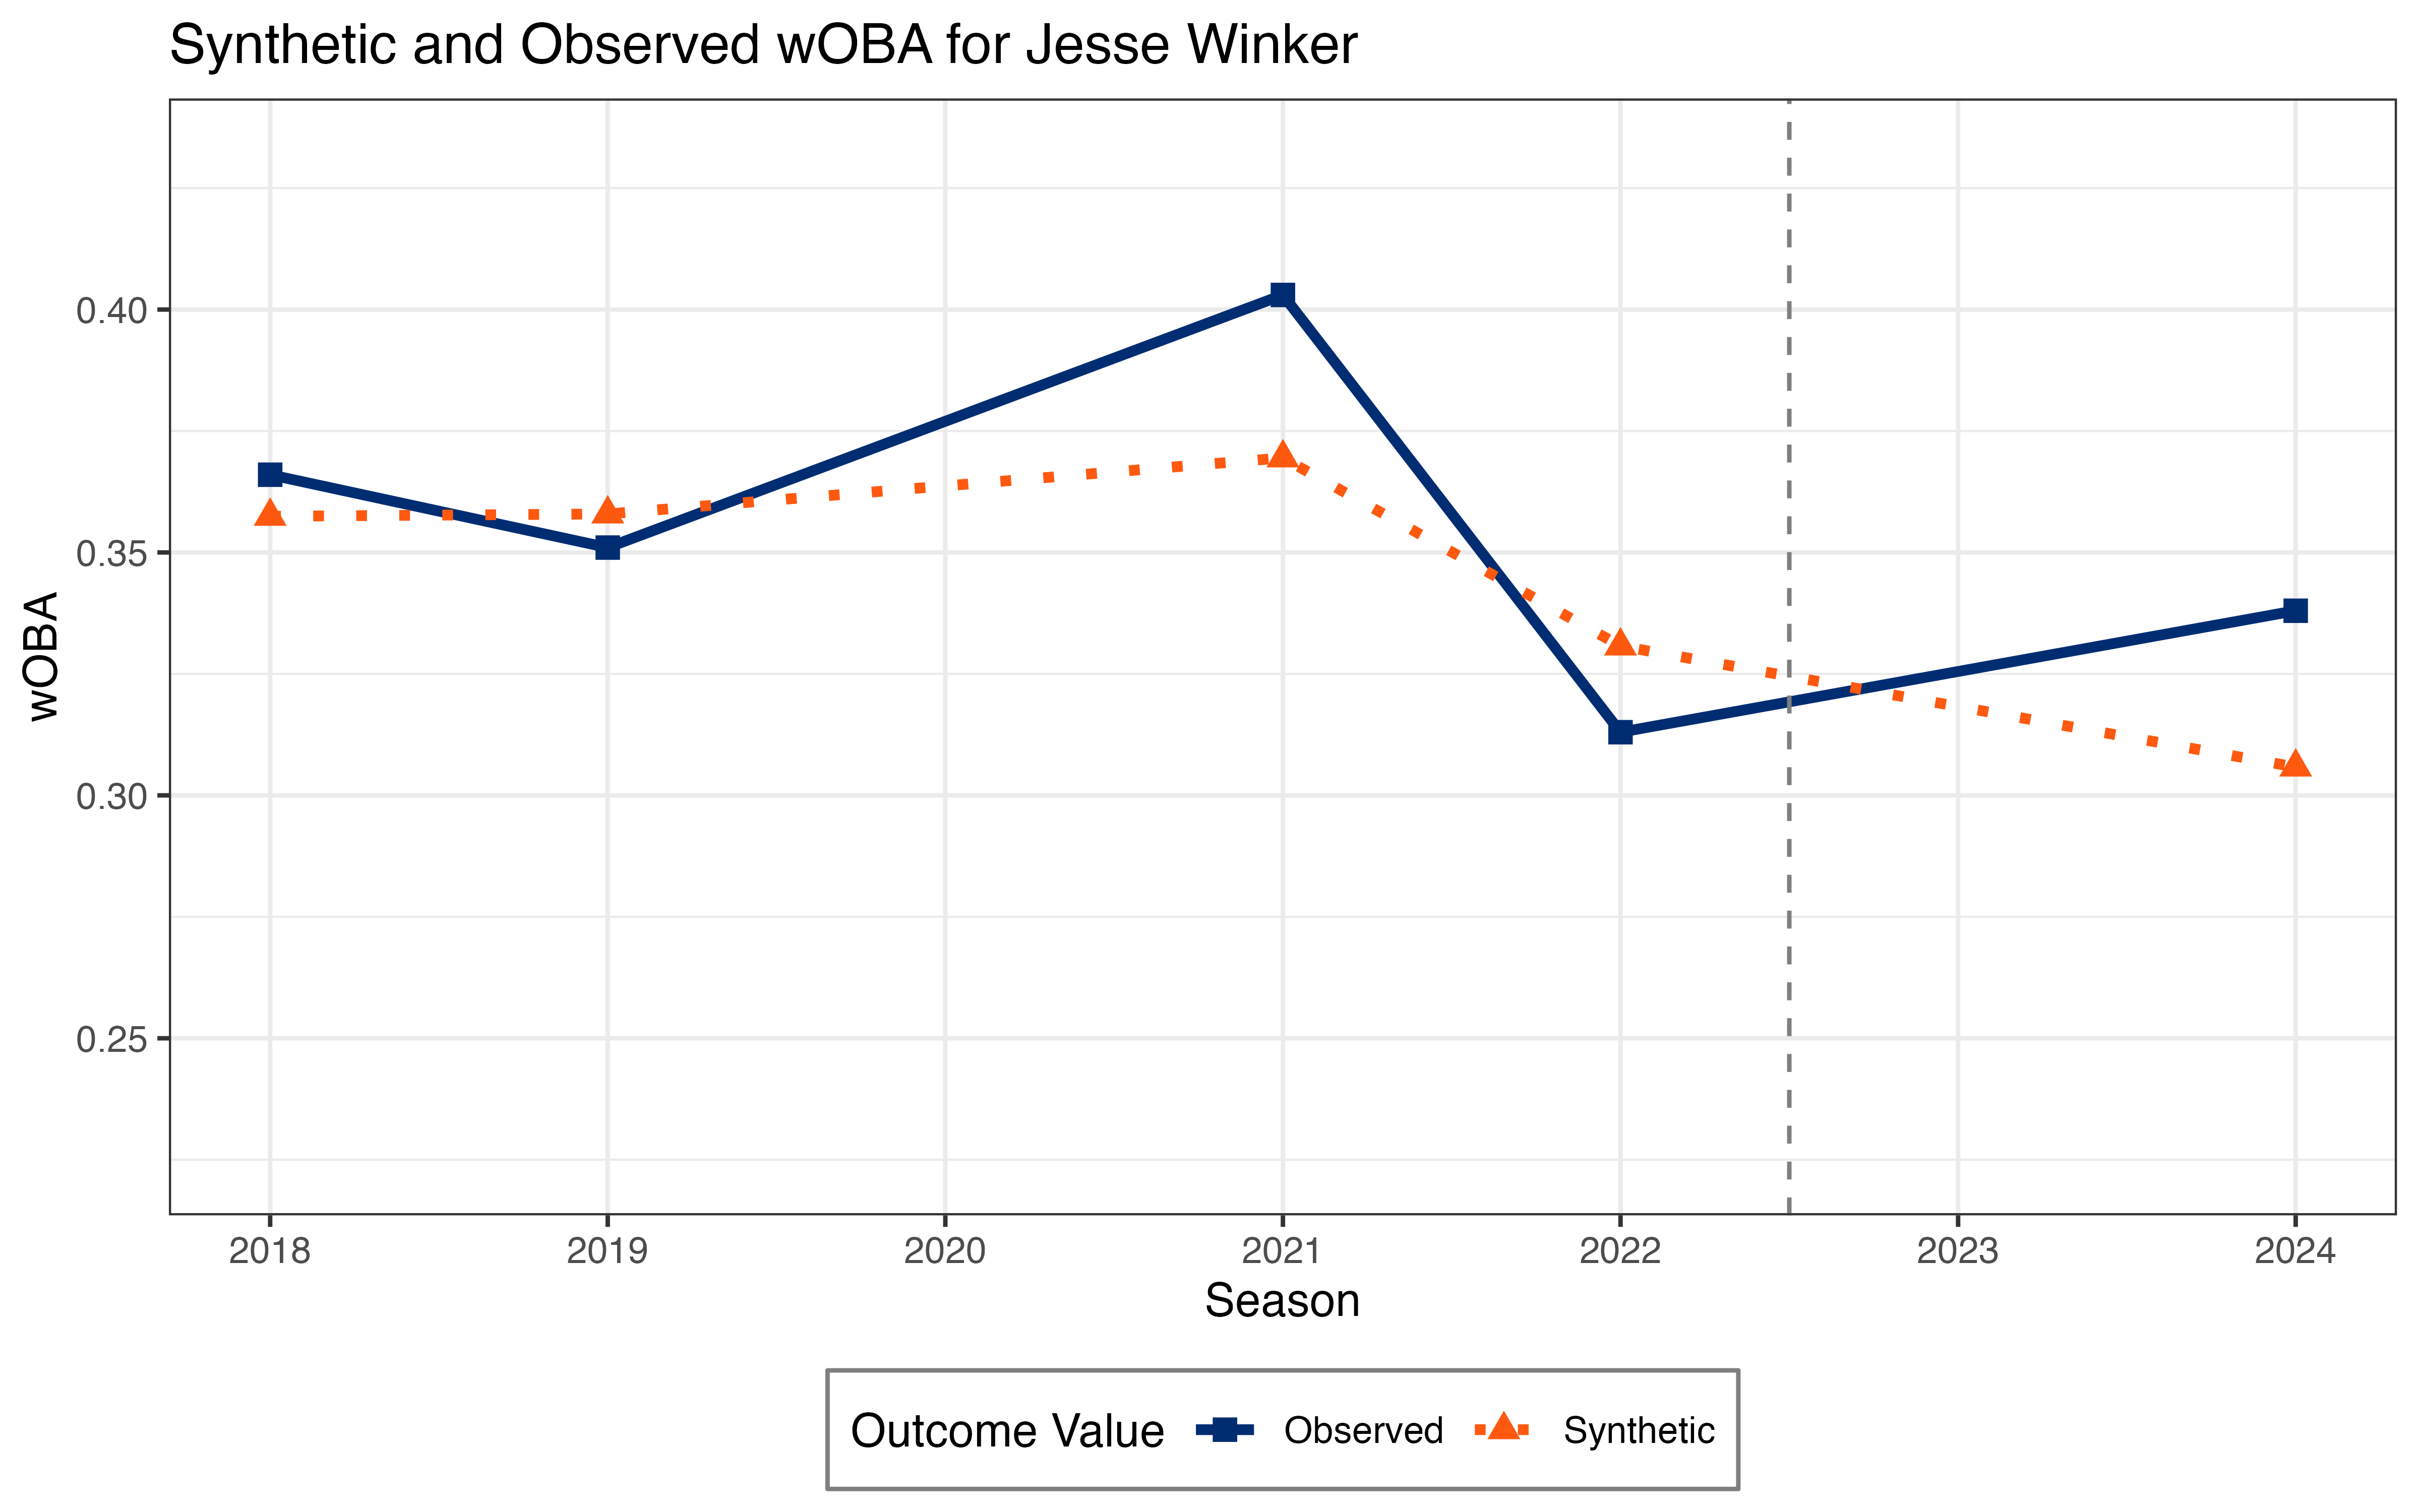 Synthetic and Observed wOBA for Jesse Winker
wOBA
0.40
0.35
0.30
0.25
2018 2019 2020 2021 2022 2023 2024
Season
Outcome Value Observed Synthetic